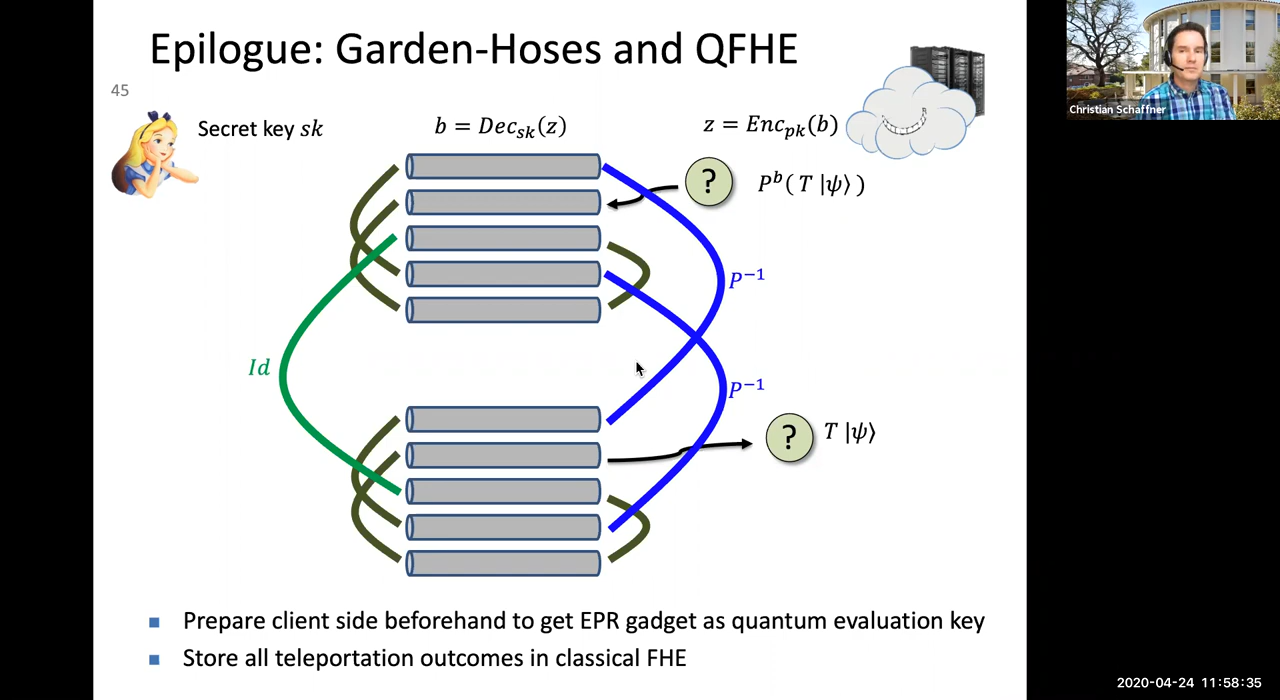 Epilogue: Garden-Hoses and QFHE
45
Secret key sk
b = Dec_sk(z)
z = Enc_pk(b)
?
P^b( T |ψ⟩ )
P⁻¹
Id
P⁻¹
?
T |ψ⟩
▪ Prepare client side beforehand to get EPR gadget as quantum evaluation key
▪ Store all teleportation outcomes in classical FHE
Christian Schaffner
2020-04-24 11:58:35